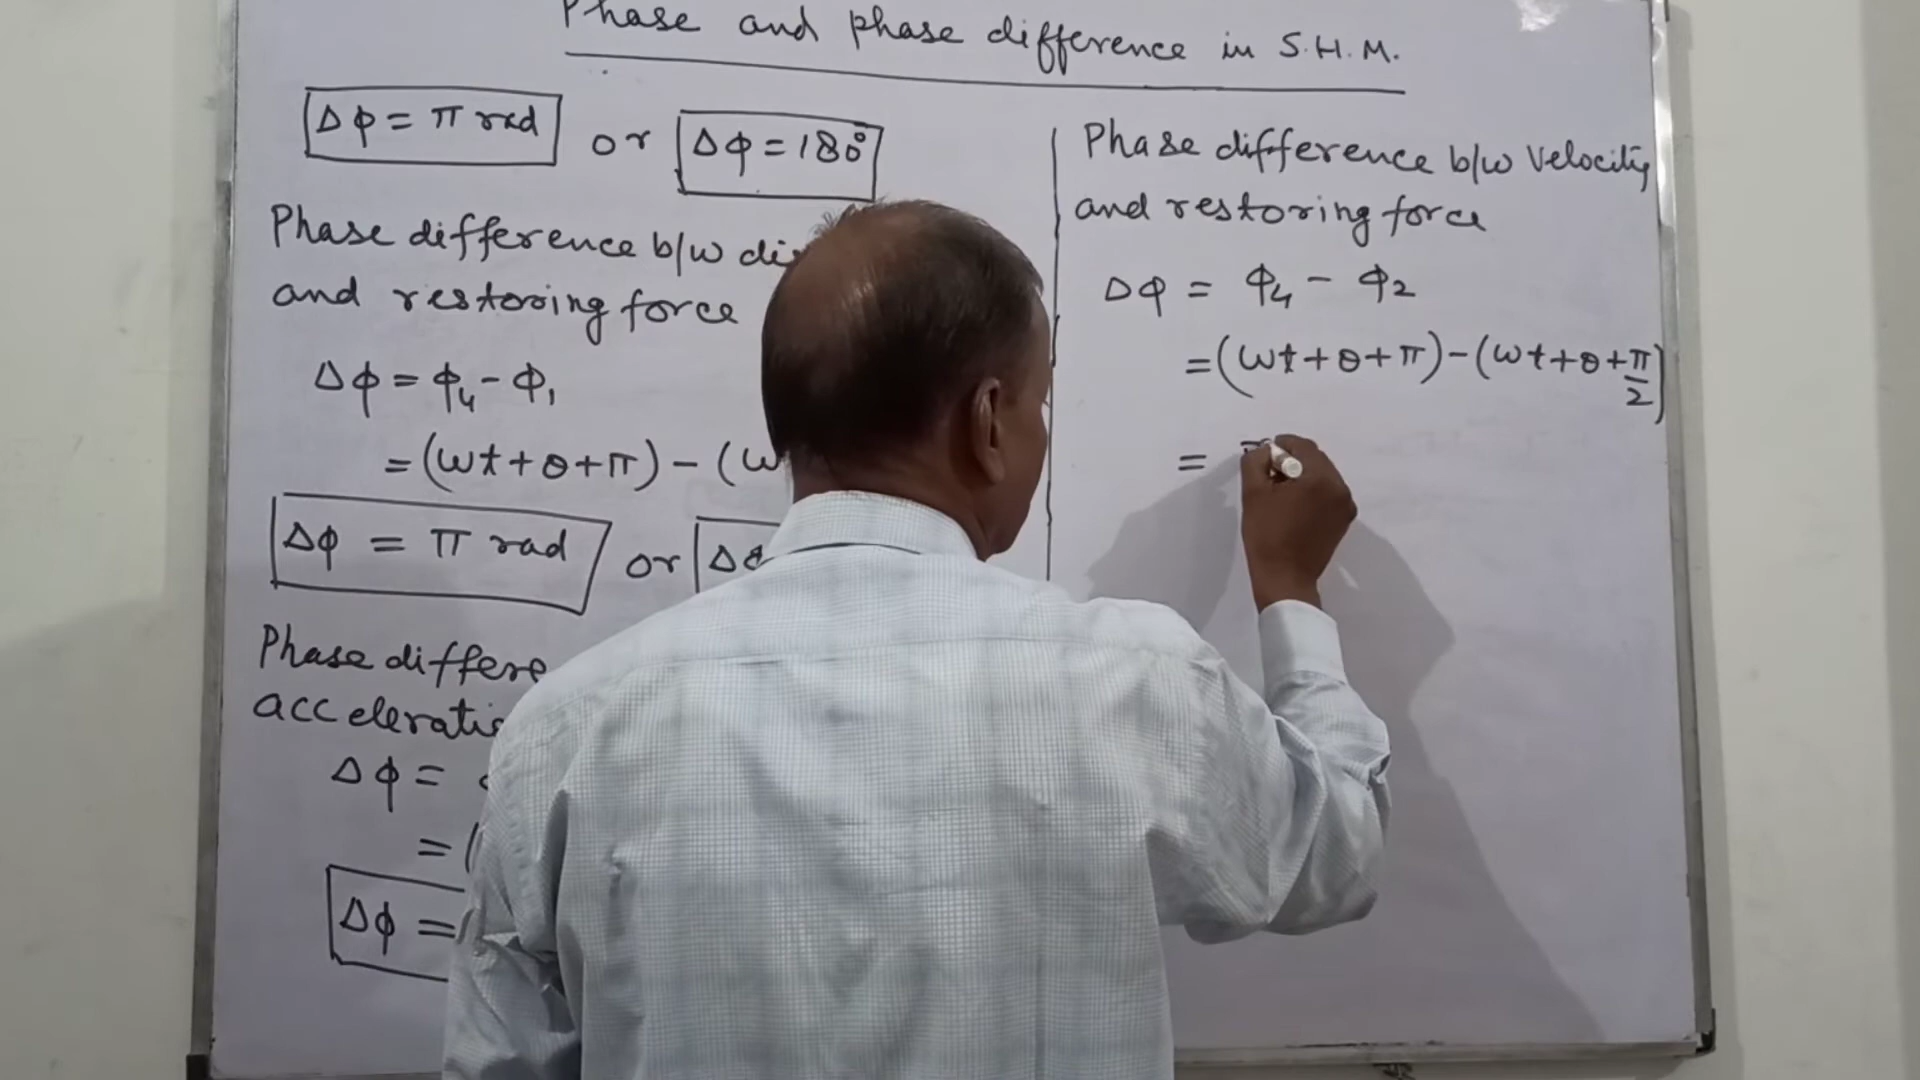 Phase and phase difference in S.H.M.
Δφ = π rad or Δφ = 180°
Phase difference b/w
and restoring force
Δφ = φ4 - φ1
= (ωt + θ + π) - (ω
Δφ = π rad or Δφ
Phase differe
acceleratio
Δφ =
= (
Δφ =
Phase difference b/w velocity
and restoring force
Δφ = φ4 - φ2
= (ωt + θ + π) - (ωt + θ + π/2)
= π